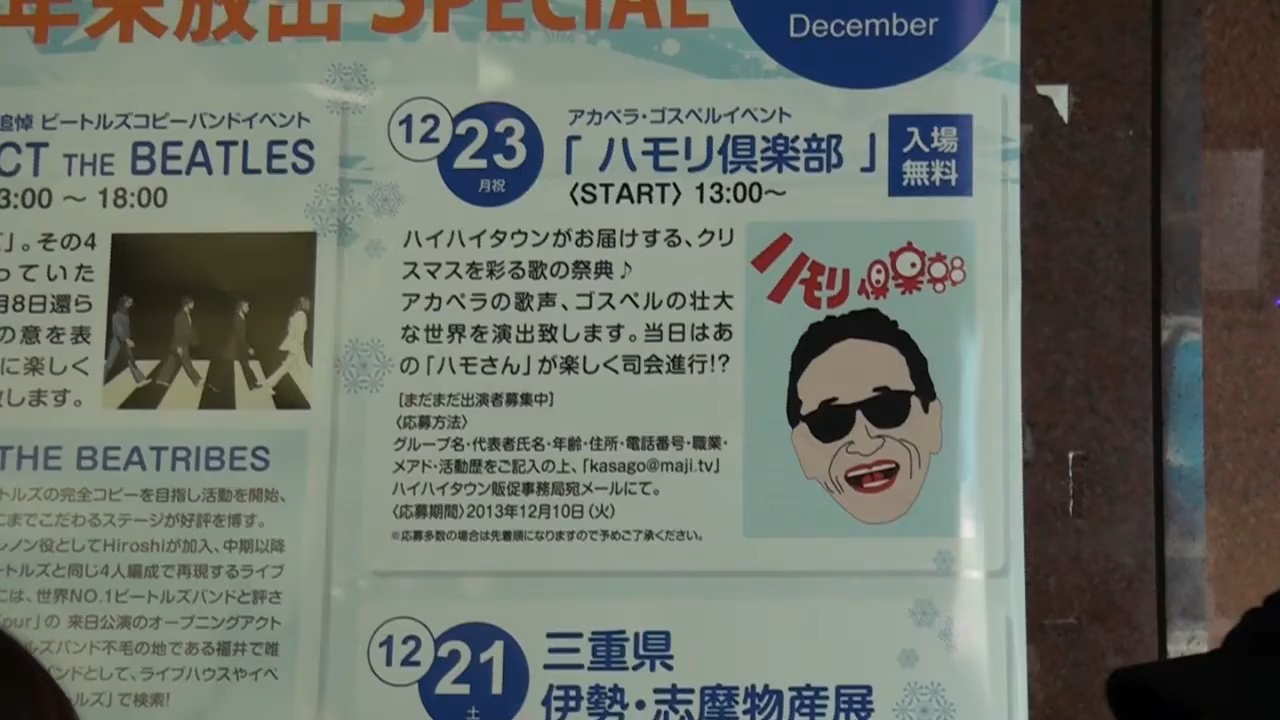 年末放出 SPECIAL
December
追悼 ビートルズコピーバンドイベント
CT THE BEATLES
3:00 ～ 18:00
」。その4
っていた
月8日還ら
の意を表
に楽しく
します。
THE BEATRIBES
トルズの完全コピーを目指し活動を開始、
までこだわるステージが好評を博す。
ノン役としてHiroshiが加入、中期以降
ートルズと同じ4人編成で再現するライブ
には、世界NO.1ビートルズバンドと評さ
our」の 来日公演のオープニングアクト
ルズバンド不毛の地である福井で唯
ンドとして、ライブハウスやイベ
ルズ」で検索!
12
23
月祝
アカペラ・ゴスペルイベント
「 ハモリ倶楽部 」
〈START〉 13:00～
入場
無料
ハイハイタウンがお届けする、クリ
スマスを彩る歌の祭典♪
アカペラの歌声、ゴスペルの壮大
な世界を演出致します。当日はあ
の「ハモさん」が楽しく司会進行!?
[まだまだ出演者募集中]
〈応募方法〉
グループ名・代表者氏名・年齢・住所・電話番号・職業・
メアド・活動歴をご記入の上、「kasago@maji.tv」
ハイハイタウン販促事務局宛メールにて。
〈応募期間〉2013年12月10日（火）
※応募多数の場合は先着順になりますので予めご了承ください。
ハモリ倶楽部
12
21
土
三重県
伊勢・志摩物産展